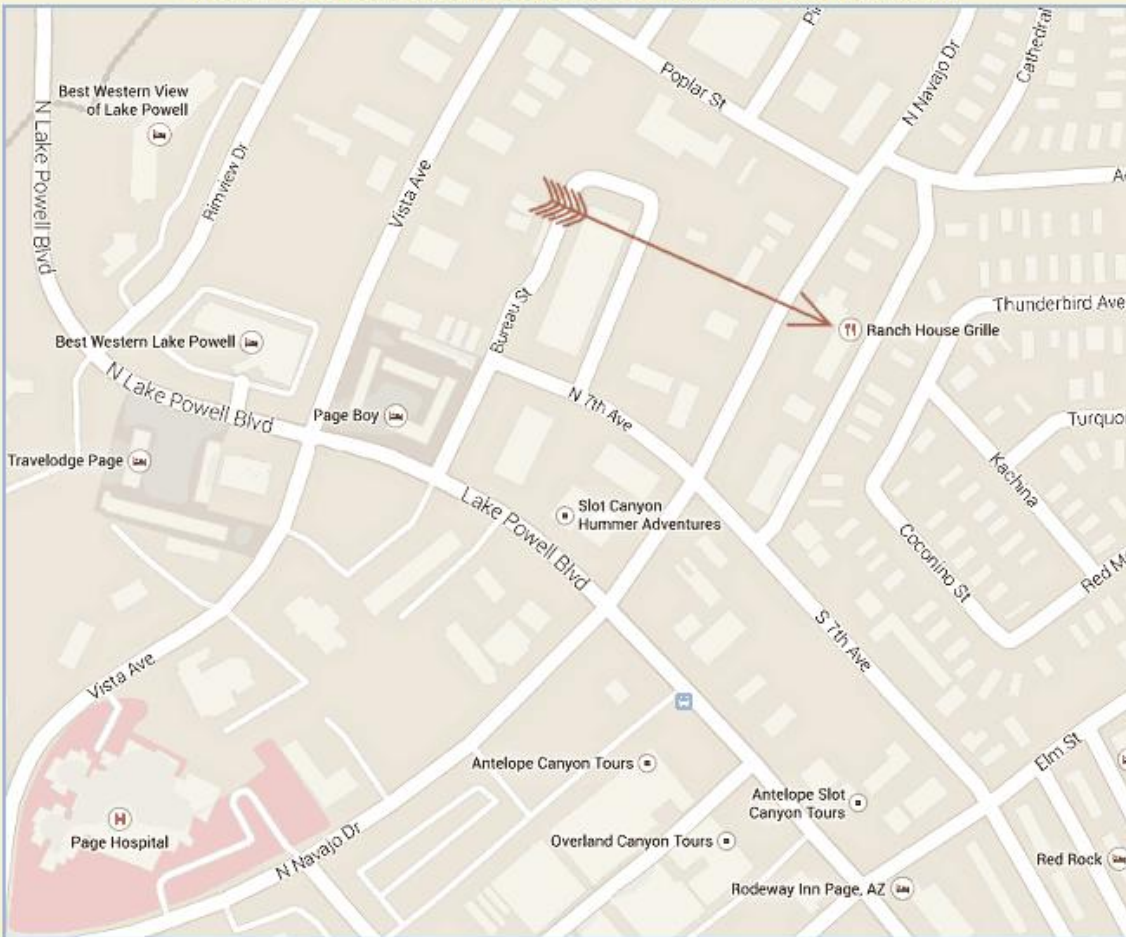 Best Western View
of Lake Powell
N Lake Powell Blvd
Rimview Dr
Vista Ave
Poplar St
N Navajo Dr
Cathedral
Bureau St
Thunderbird Ave
Best Western Lake Powell
Ranch House Grille
N Lake Powell Blvd
Page Boy
N 7th Ave
Travelodge Page
Kachina
Slot Canyon
Hummer Adventures
Lake Powell Blvd
Coconino St
S 7th Ave
Vista Ave
Elm St
Antelope Canyon Tours
Antelope Slot
Canyon Tours
H
Page Hospital
Overland Canyon Tours
N Navajo Dr
Red Rock
Rodeway Inn Page, AZ